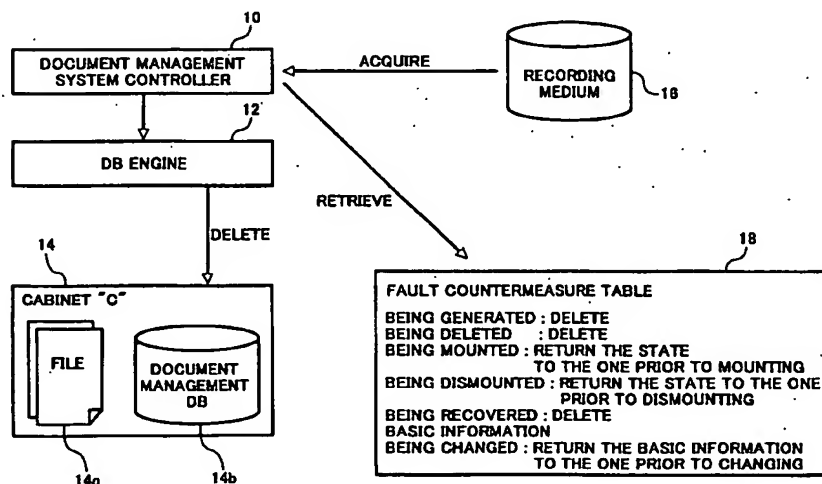 10
DOCUMENT MANAGEMENT
SYSTEM CONTROLLER
ACQUIRE
RECORDING
MEDIUM
16
12
DB ENGINE
RETRIEVE
DELETE
14
CABINET "C"
FILE
DOCUMENT
MANAGEMENT
DB
14a
14b
18
FAULT COUNTERMEASURE TABLE
BEING GENERATED : DELETE
BEING DELETED : DELETE
BEING MOUNTED : RETURN THE STATE
TO THE ONE PRIOR TO MOUNTING
BEING DISMOUNTED : RETURN THE STATE TO THE ONE
PRIOR TO DISMOUNTING
BEING RECOVERED : DELETE
BASIC INFORMATION
BEING CHANGED : RETURN THE BASIC INFORMATION
TO THE ONE PRIOR TO CHANGING